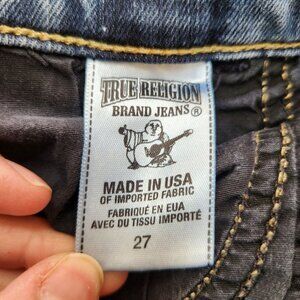 TRUE RELIGION
BRAND JEANS®
MADE IN USA
OF IMPORTED FABRIC
FABRIQUÉ EN EUA
AVEC DU TISSU IMPORTÉ
27